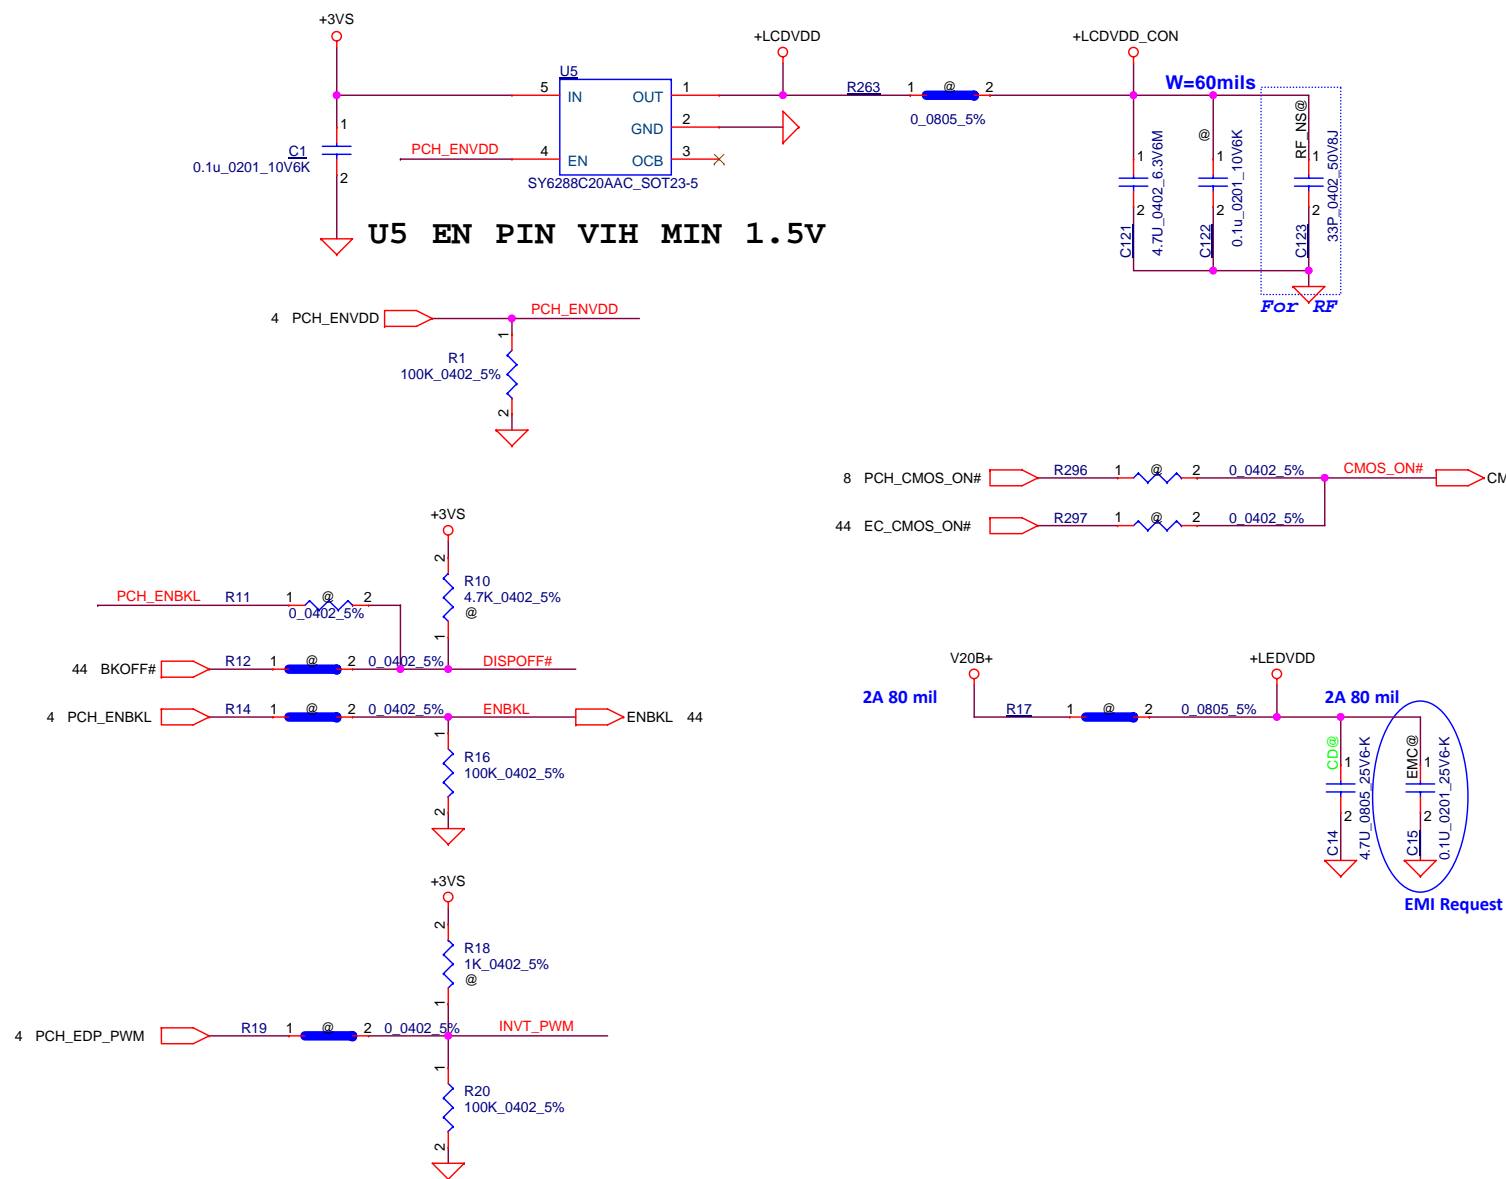 +3VS
+LCDVDD
+LCDVDD_CON
U5
5 IN OUT 1
GND 2
4 EN OCB 3
SY6288C20AAC_SOT23-5
PCH_ENVDD
1
C1
0.1u_0201_10V6K
2
R263 1 @ 2
0_0805_5%
W=60mils
1
2
C121
4.7U_0402_6.3V6M
@
1
2
C122
0.1u_0201_10V6K
RF_NS@
1
2
C123
33P_0402_50V8J
For RF
U5 EN PIN VIH MIN 1.5V
4 PCH_ENVDD PCH_ENVDD
1
R1
100K_0402_5%
2
8 PCH_CMOS_ON# R296 1 @ 2 0_0402_5% CMOS_ON# CM
44 EC_CMOS_ON# R297 1 @ 2 0_0402_5%
+3VS
2
R10
4.7K_0402_5%
@
1
PCH_ENBKL R11 1 @ 2
0_0402_5%
44 BKOFF# R12 1 @ 2 0_0402_5% DISPOFF#
4 PCH_ENBKL R14 1 @ 2 0_0402_5% ENBKL ENBKL 44
1
R16
100K_0402_5%
2
V20B+
+LEDVDD
2A 80 mil
2A 80 mil
R17 1 @ 2 0_0805_5%
CD@
1
2
C14
4.7U_0805_25V6-K
EMC@
1
2
C15
0.1U_0201_25V6-K
EMI Request
+3VS
2
R18
1K_0402_5%
@
1
4 PCH_EDP_PWM R19 1 @ 2 0_0402_5% INVT_PWM
1
R20
100K_0402_5%
2